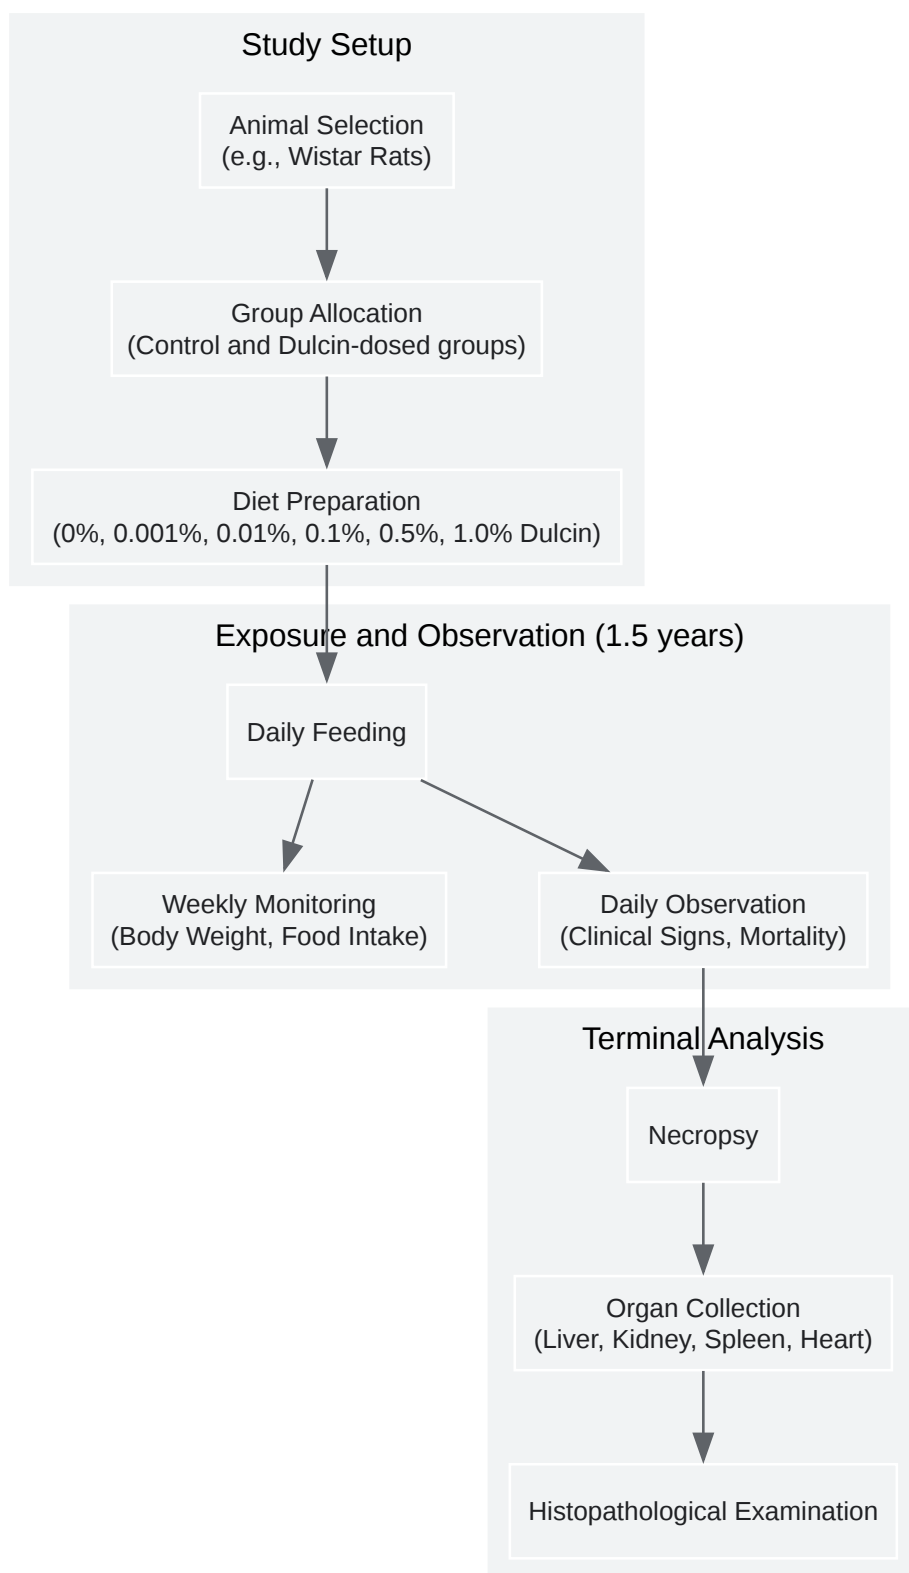 Study Setup
Animal Selection
(e.g., Wistar Rats)
Group Allocation
(Control and Dulcin-dosed groups)
Diet Preparation
(0%, 0.001%, 0.01%, 0.1%, 0.5%, 1.0% Dulcin)
Exposure and Observation (1.5 years)
Daily Feeding
Weekly Monitoring
(Body Weight, Food Intake)
Daily Observation
(Clinical Signs, Mortality)
Terminal Analysis
Necropsy
Organ Collection
(Liver, Kidney, Spleen, Heart)
Histopathological Examination